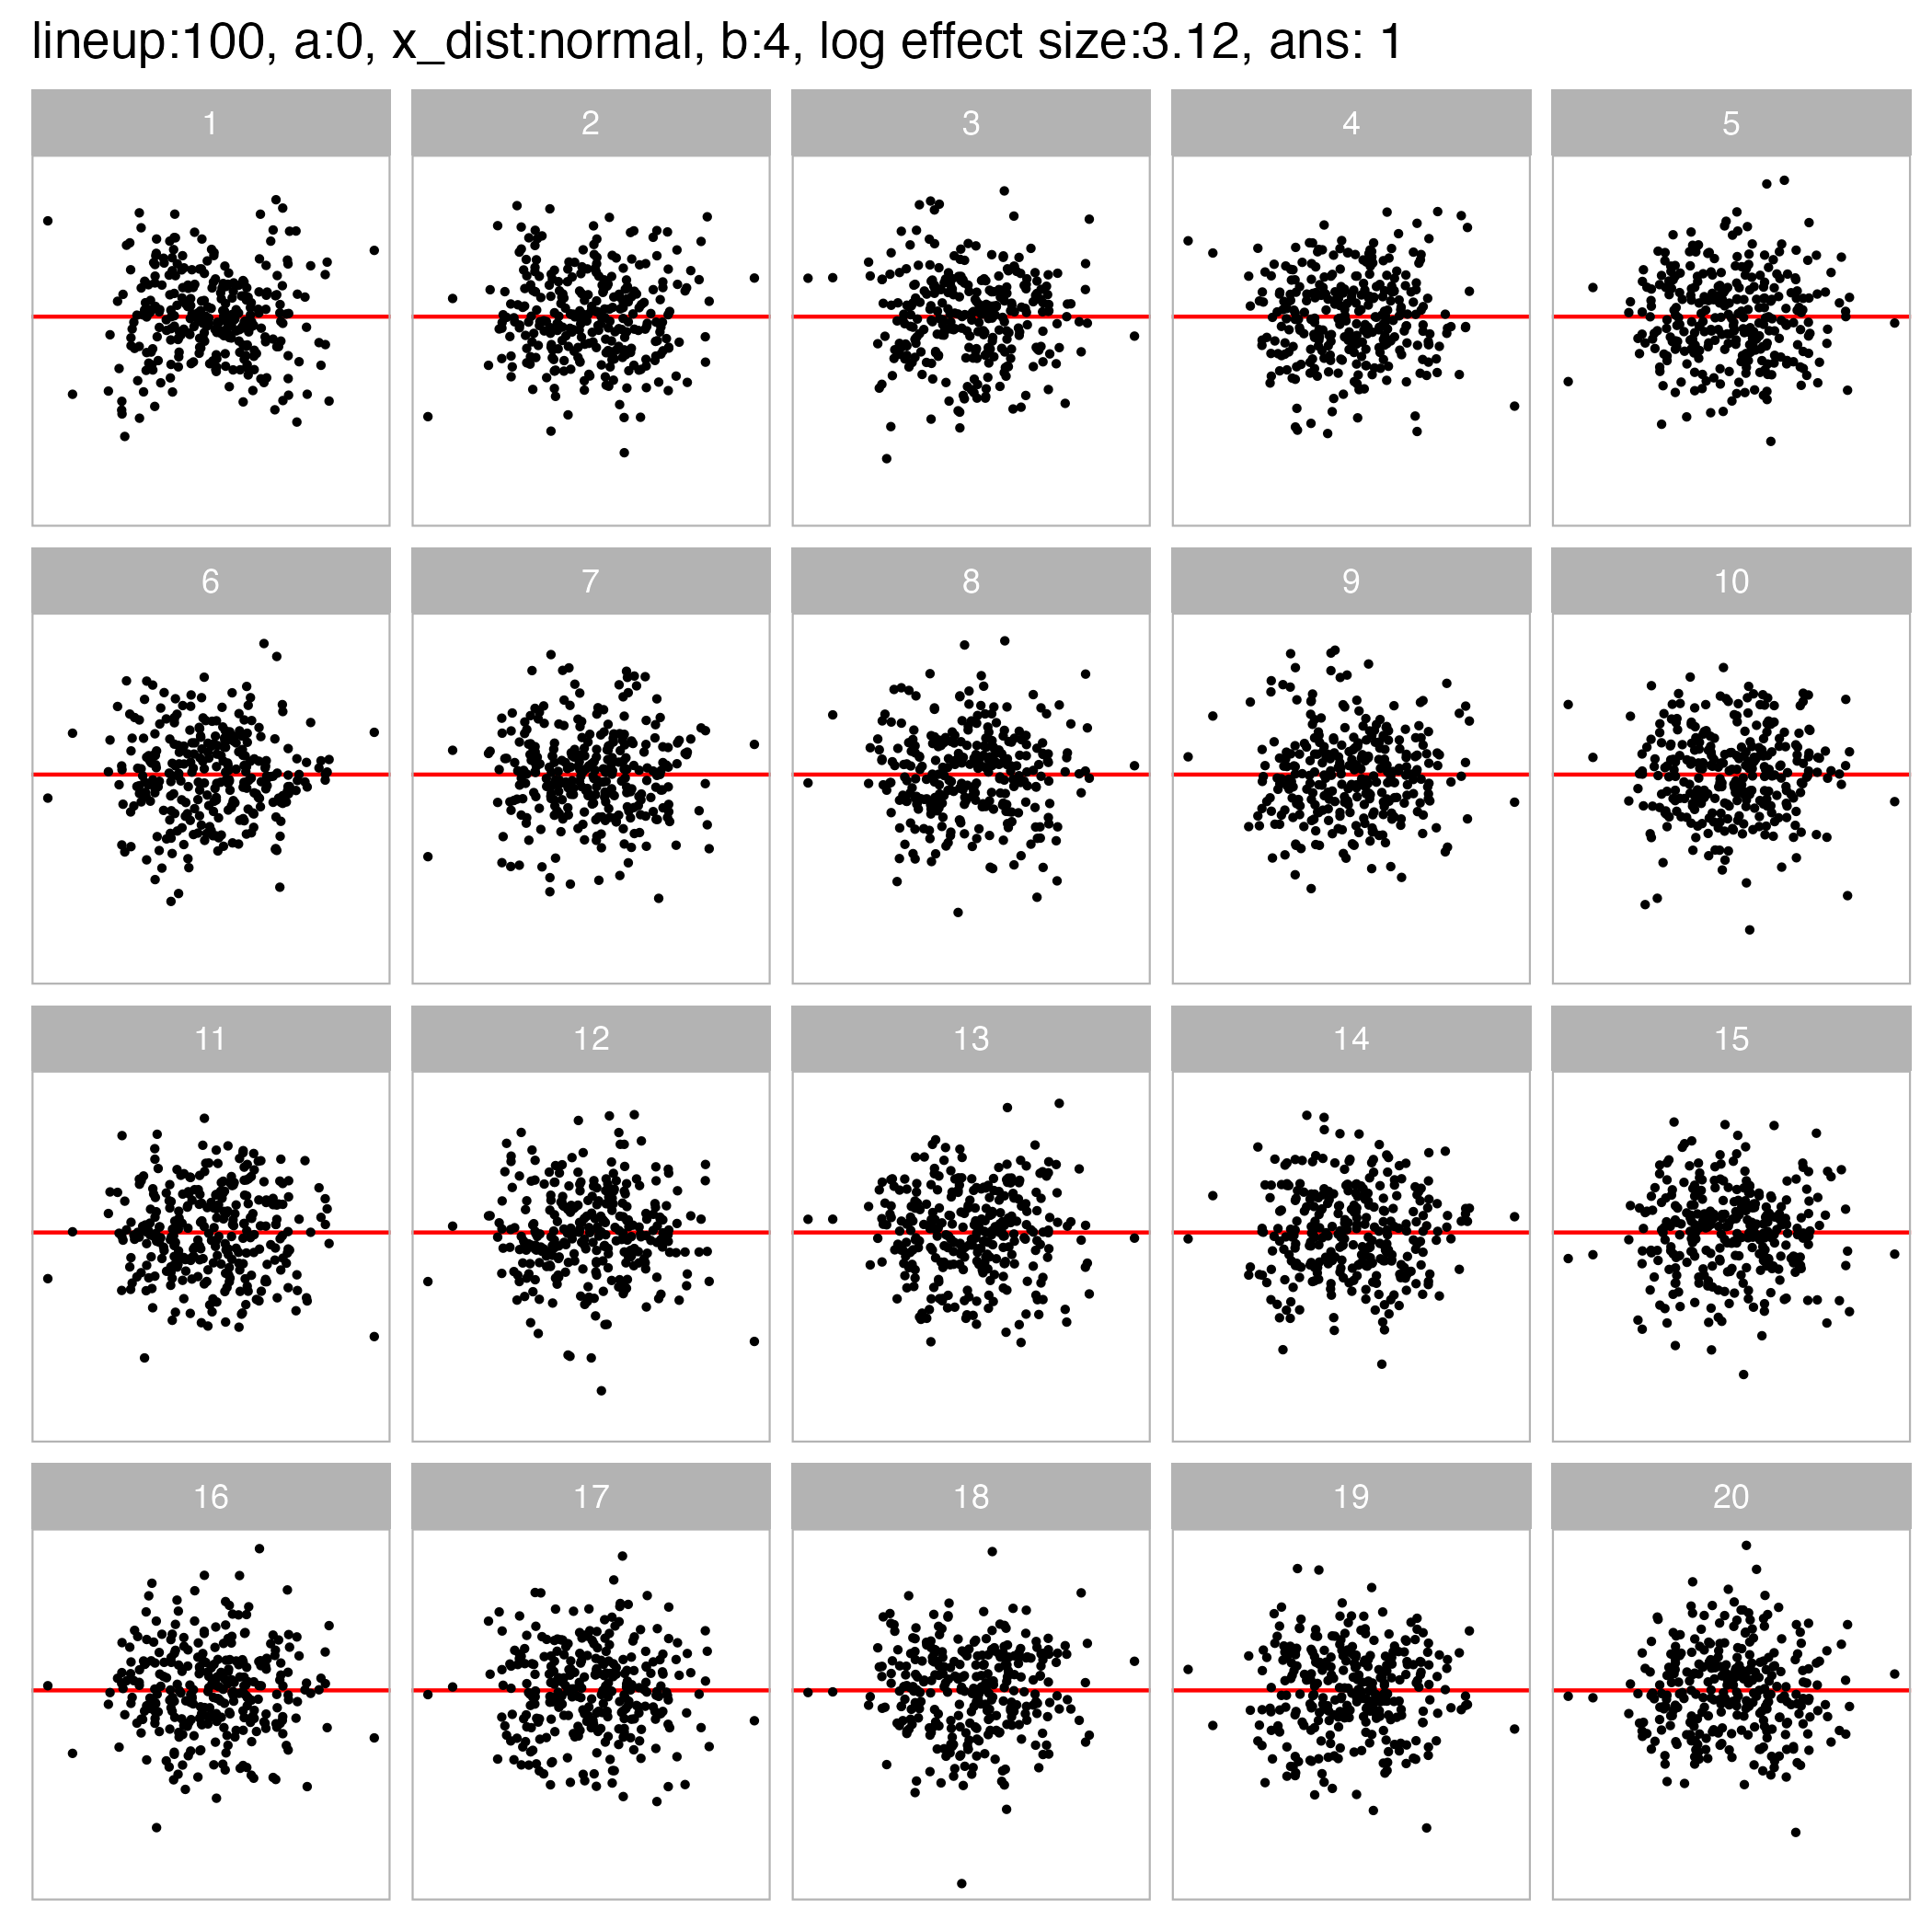 lineup:100, a:0, x_dist:normal, b:4, log effect size:3.12, ans: 1
1 2 3 4 5
6 7 8 9 10
11 12 13 14 15
16 17 18 19 20